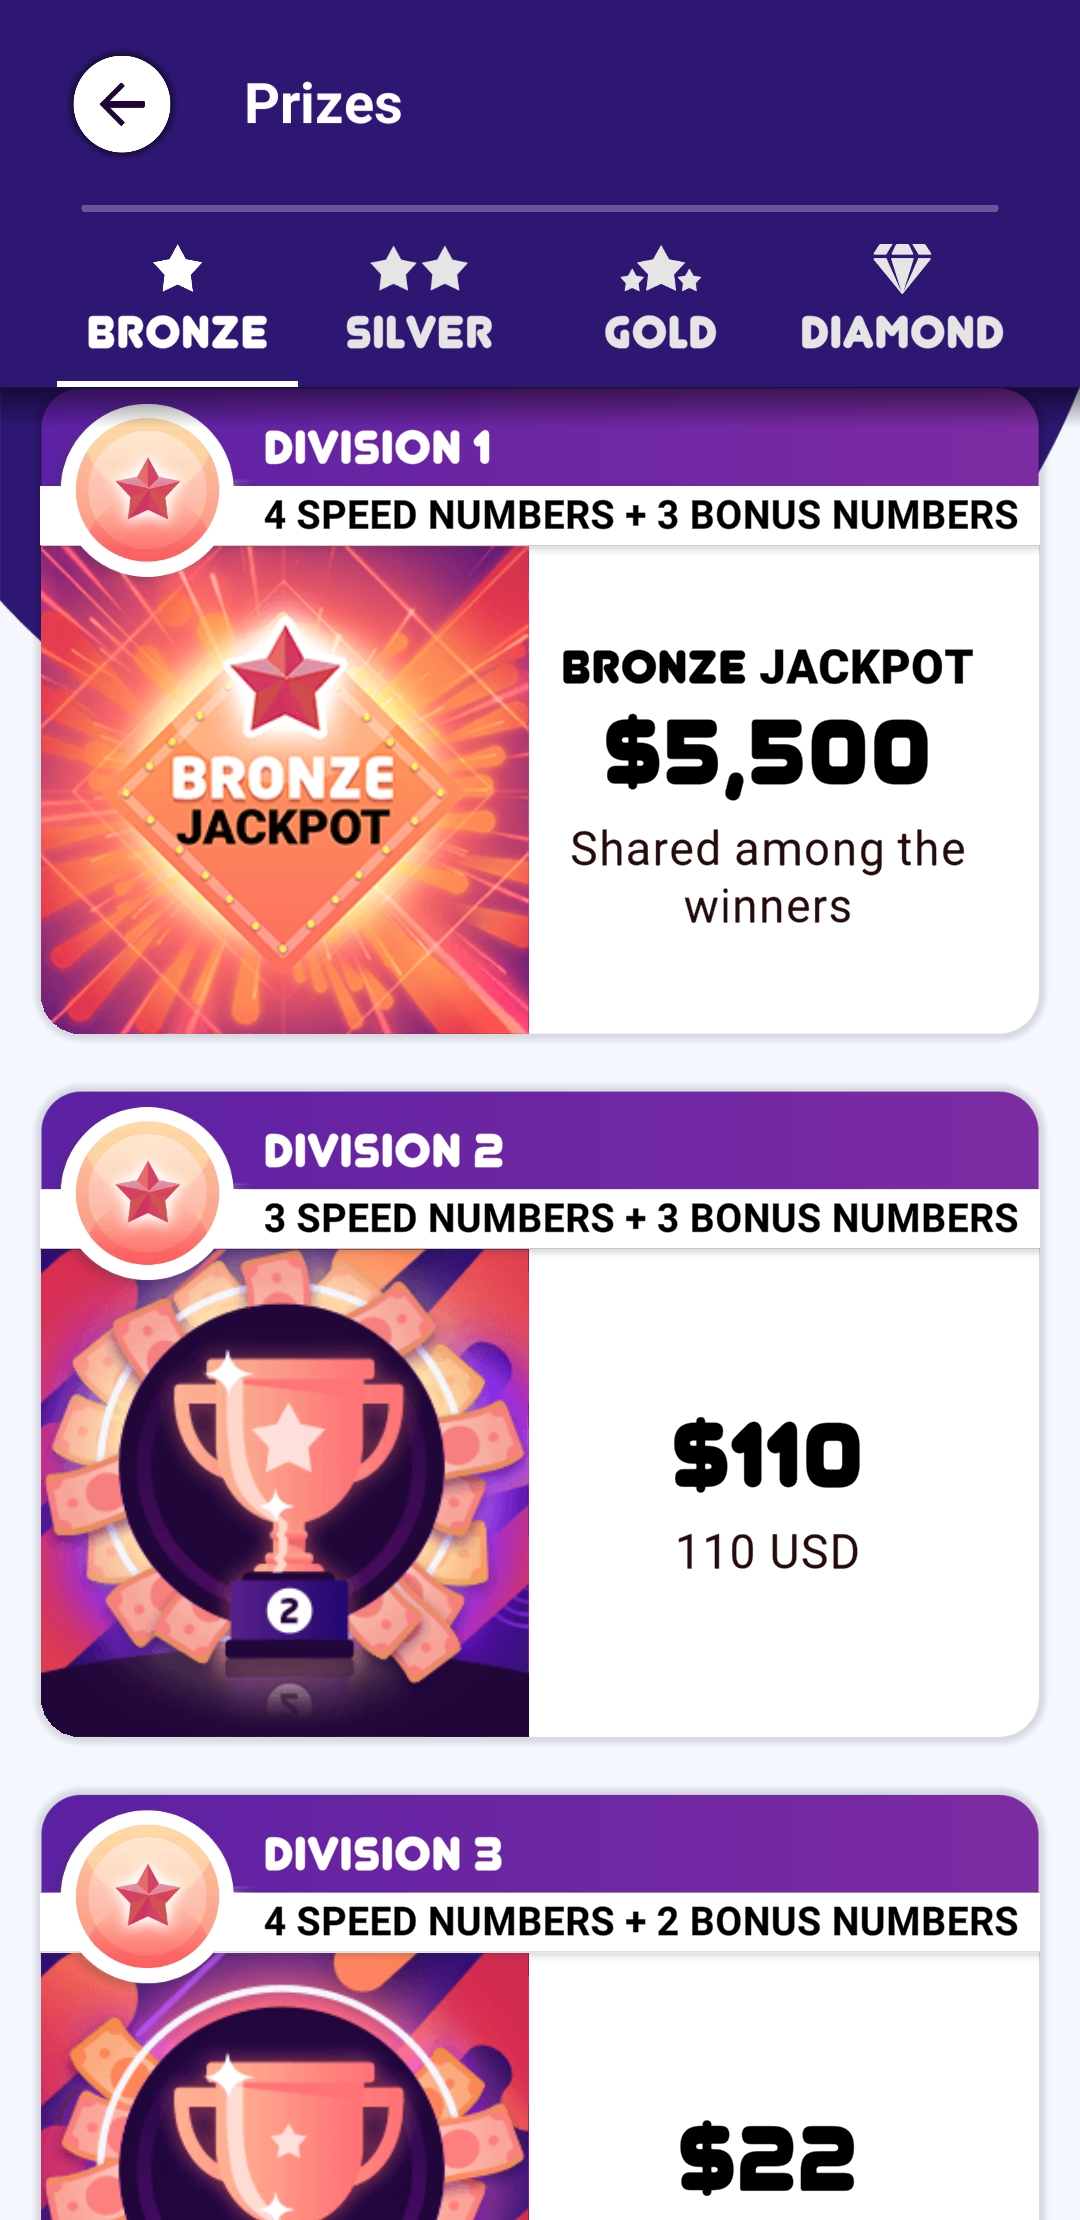 Prizes
BRONZE
SILVER
GOLD
DIAMOND
DIVISION 1
4 SPEED NUMBERS + 3 BONUS NUMBERS
BRONZE
JACKPOT
BRONZE JACKPOT
$5,500
Shared among the
winners
DIVISION 2
3 SPEED NUMBERS + 3 BONUS NUMBERS
2
$110
110 USD
DIVISION 3
4 SPEED NUMBERS + 2 BONUS NUMBERS
$22